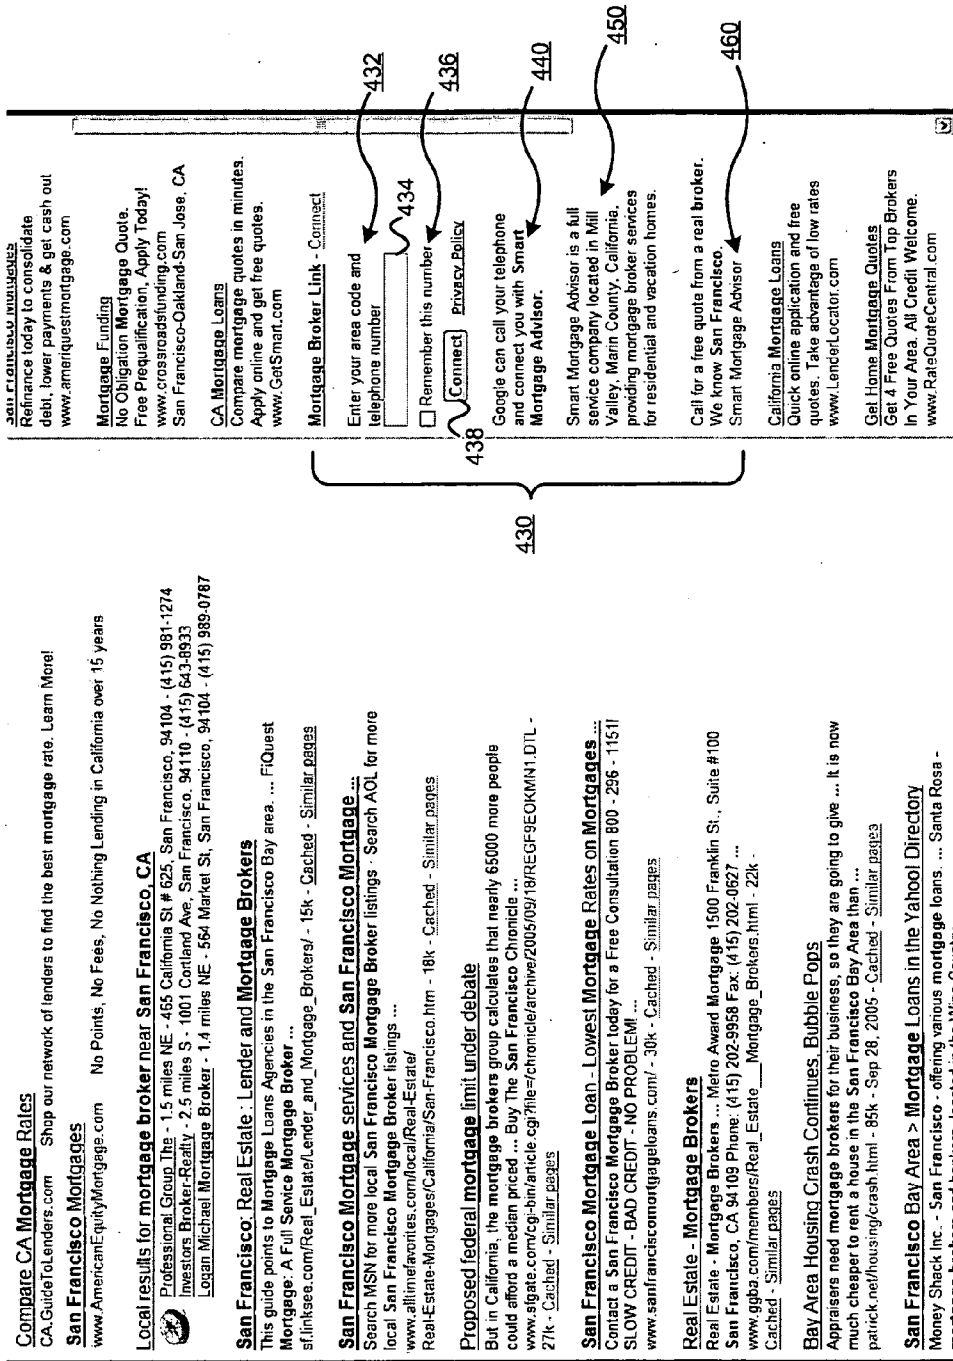 Compare CA Mortgage Rates
CA.GuideToLenders.com Shop our network of lenders to find the best mortgage rate. Learn More!
San Francisco Mortgages
www.AmericanEquityMortgage.com No Points, No Fees, No Nothing Lending in California over 15 years
Local results for mortgage broker near San Francisco, CA
Professional Group The - 1.5 miles NE - 455 California St # 625, San Francisco, 94104 - (415) 981-1274
Investors Broker-Realty - 2.5 miles S - 1001 Cortland Ave, San Francisco, 94110 - (415) 643-8933
Logan Michael Mortgage Broker - 1.4 miles NE - 564 Market St, San Francisco, 94104 - (415) 989-0787
San Francisco: Real Estate : Lender and Mortgage Brokers
This guide points to Mortgage Loans Agencies in the San Francisco Bay area. ... FiQuest
Mortgage: A Full Service Mortgage Broker ...
sf.linksee.com/Real_Estate/Lender_and_Mortgage_Brokers/ - 15k - Cached - Similar pages
San Francisco Mortgage services and San Francisco Mortgage ...
Search MSN for more local San Francisco Mortgage Broker listings · Search AOL for more
local San Francisco Mortgage Broker listings ...
www.alltimefavorites.com/local/Real-Estate/
Real-Estate-Mortgages/California/San-Francisco.htm - 18k - Cached - Similar pages
Proposed federal mortgage limit under debate
But in California, the mortgage brokers group calculates that nearly 65000 more people
could afford a median priced ... Buy The San Francisco Chronicle ...
www.sfgate.com/cgi-bin/article.cgi?file=/chronicle/archive/2005/09/18/REGF9EOKMN1.DTL -
27k - Cached - Similar pages
San Francisco Mortgage Loan - Lowest Mortgage Rates on Mortgages ...
Contact a San Francisco Mortgage Broker today for a Free Consultation 800 - 296 - 1151!
SLOW CREDIT - BAD CREDIT - NO PROBLEM! ...
www.sanfranciscomortgageloans.com/ - 30k - Cached - Similar pages
Real Estate - Mortgage Brokers
Real Estate - Mortgage Brokers ... Metro Award Mortgage 1500 Franklin St., Suite #100
San Francisco, CA 94109 Phone: (415) 202-9958 Fax: (415) 202-0627 ...
www.ggba.com/members/Real_Estate___Mortgage_Brokers.html - 22k -
Cached - Similar pages
Bay Area Housing Crash Continues, Bubble Pops
Appraisers need mortgage brokers for their business, so they are going to give ... It is now
much cheaper to rent a house in the San Francisco Bay Area than ...
patrick.net/housing/crash.html - 85k - Sep 28, 2005 - Cached - Similar pages
San Francisco Bay Area > Mortgage Loans in the Yahoo! Directory
Money Shack Inc. - San Francisco - offering various mortgage loans. ... Santa Rosa -
San Francisco Mortgages
Refinance today to consolidate
debt, lower payments & get cash out
www.ameriquestmortgage.com
Mortgage Funding
No Obligation Mortgage Quote.
Free Prequalification, Apply Today!
www.crossroadsfunding.com
San Francisco-Oakland-San Jose, CA
CA Mortgage Loans
Compare mortgage quotes in minutes.
Apply online and get free quotes.
www.GetSmart.com
Mortgage Broker Link - Connect
Enter your area code and
telephone number
Remember this number
Connect Privacy Policy
Google can call your telephone
and connect you with Smart
Mortgage Advisor.
Smart Mortgage Advisor is a full
service company located in Mill
Valley, Marin County, California,
providing mortgage broker services
for residential and vacation homes.
Call for a free quote from a real broker.
We know San Francisco.
Smart Mortgage Advisor
California Mortgage Loans
Quick online application and free
quotes. Take advantage of low rates
www.LenderLocator.com
Get Home Mortgage Quotes
Get 4 Free Quotes From Top Brokers
In Your Area. All Credit Welcome.
www.RateQuoteCentral.com
430
432
434
436
438
440
450
460